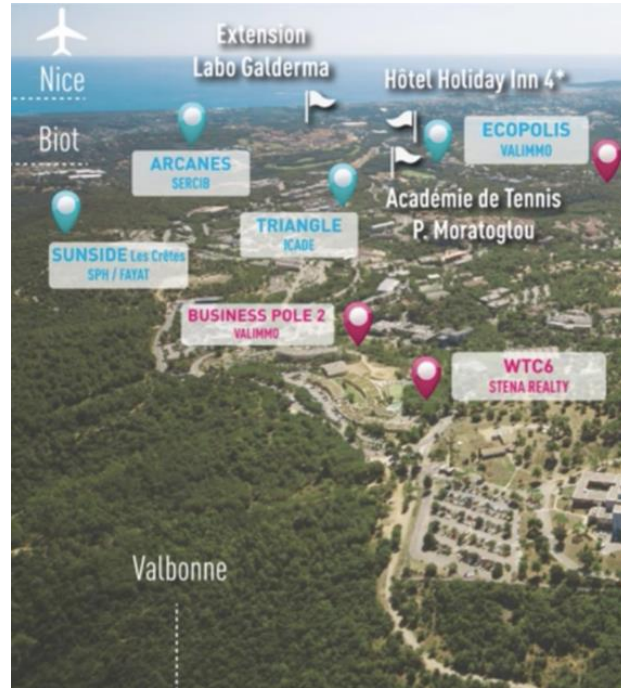 Nice
Biot
Extension
Labo Galderma
Hôtel Holiday Inn 4*
ARCANES
SERCIB
ECOPOLIS
VALIMMO
Académie de Tennis
P. Moratoglou
TRIANGLE
ICADE
SUNSIDE Les Crêtes
SPH / FAYAT
BUSINESS POLE 2
VALIMMO
WTC6
STENA REALTY
Valbonne